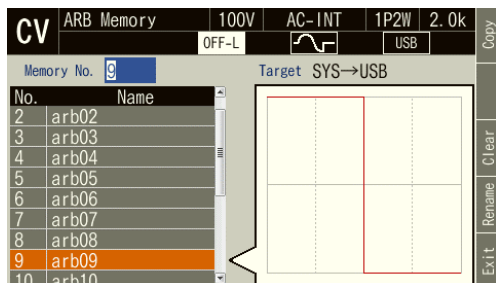 CV ARB Memory 100V AC-INT 1P2W 2.0k
OFF-L USB
Memory No. 9 Target SYS→USB
No. Name
2 arb02
3 arb03
4 arb04
5 arb05
6 arb06
7 arb07
8 arb08
9 arb09
10 arb10
Copy
Clear
Rename
Exit